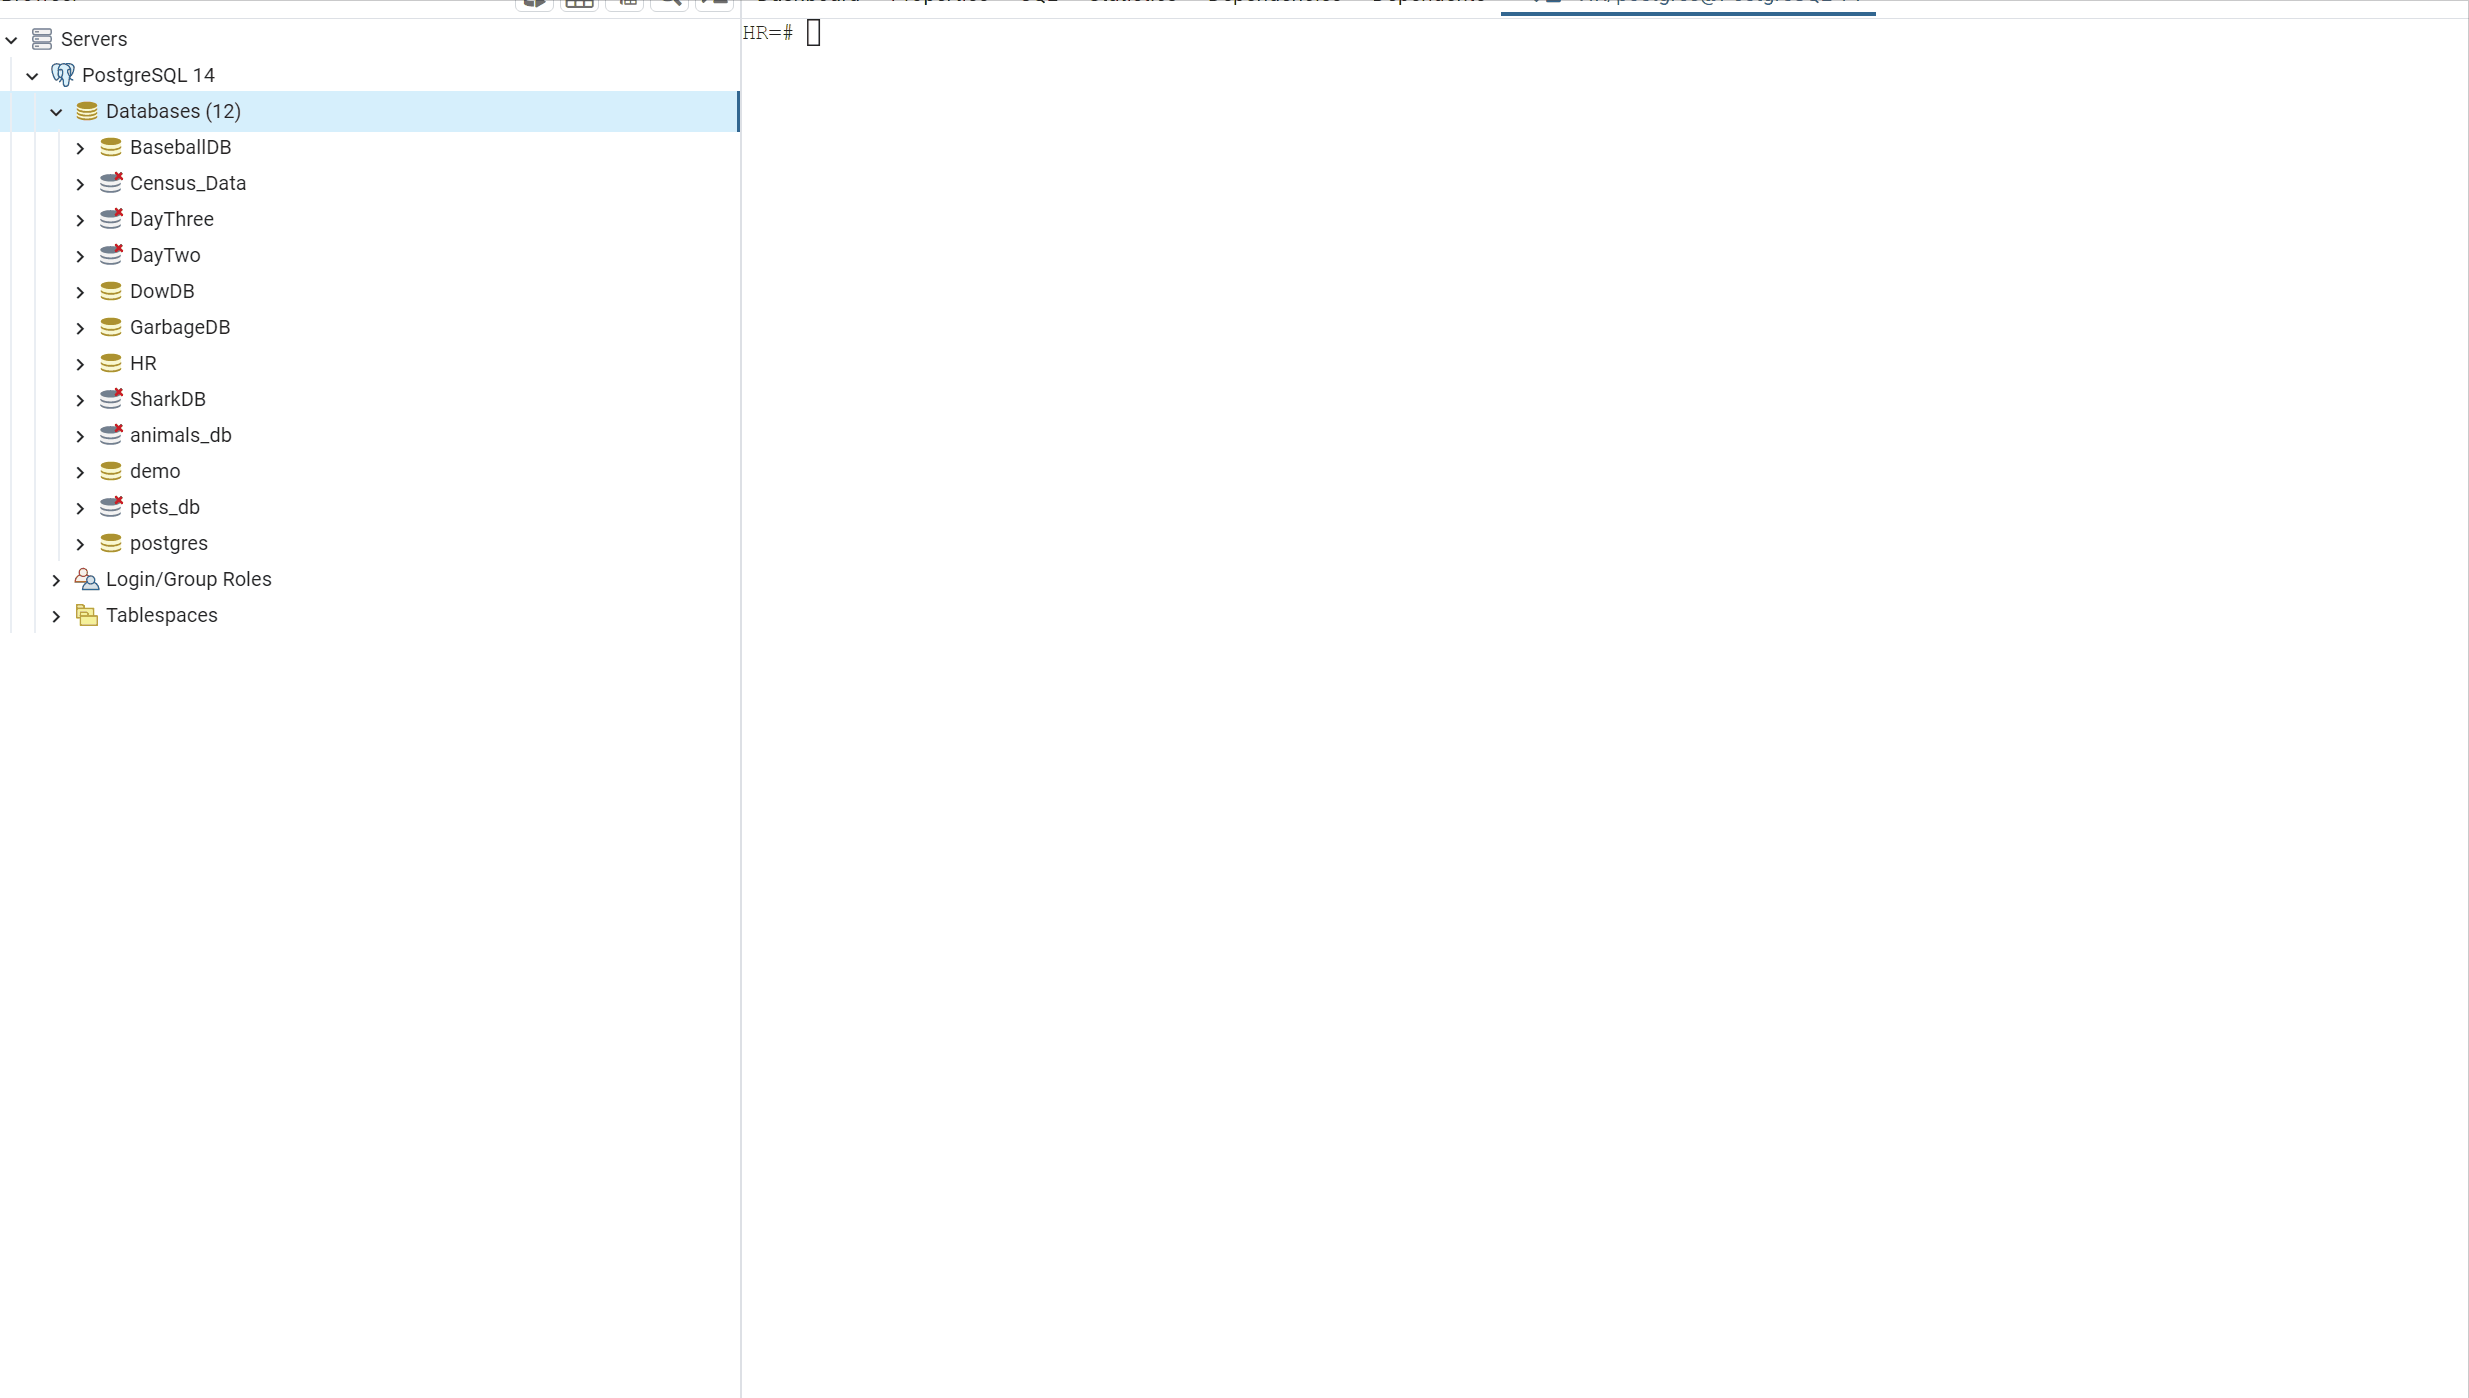 Servers
PostgreSQL 14
Databases (12)
BaseballDB
Census_Data
DayThree
DayTwo
DowDB
GarbageDB
HR
SharkDB
animals_db
demo
pets_db
postgres
Login/Group Roles
Tablespaces
HR=#